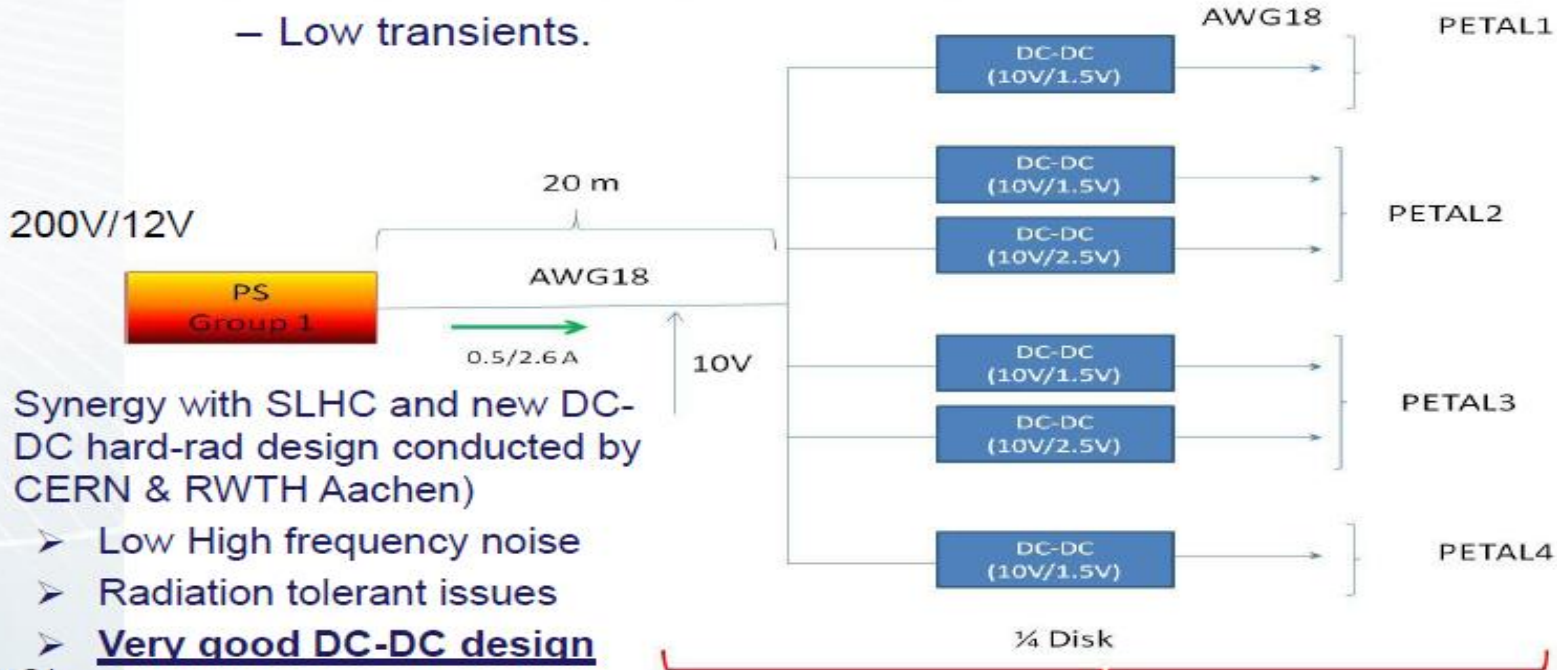 – Low transients.
200V/12V
PS
Group 1
20 m
AWG18
0.5/2.6 A
10V
Synergy with SLHC and new DC-
DC hard-rad design conducted by
CERN & RWTH Aachen)
➢ Low High frequency noise
➢ Radiation tolerant issues
➢ Very good DC-DC design
AWG18
DC-DC
(10V/1.5V)
PETAL1
DC-DC
(10V/1.5V)
DC-DC
(10V/2.5V)
PETAL2
DC-DC
(10V/1.5V)
DC-DC
(10V/2.5V)
PETAL3
DC-DC
(10V/1.5V)
PETAL4
¼ Disk